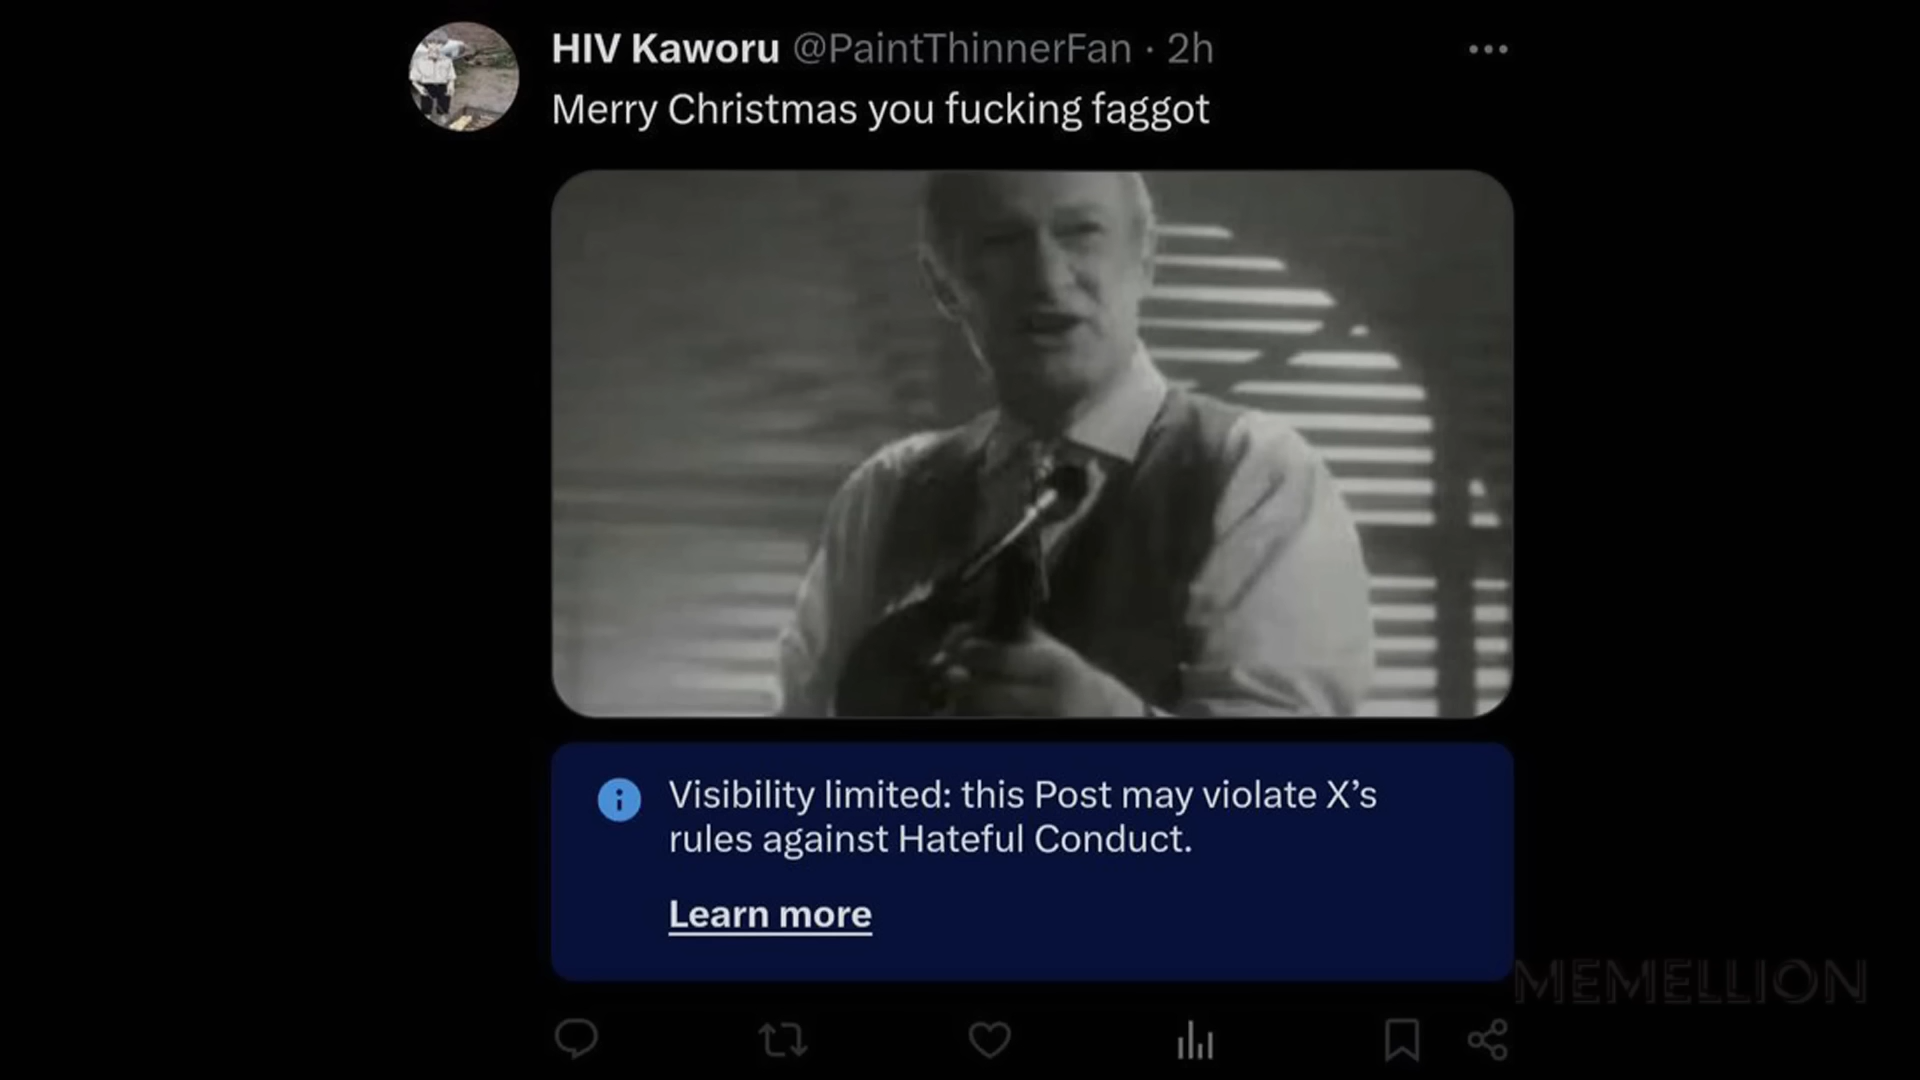 HIV Kaworu @PaintThinnerFan · 2h
Merry Christmas you fucking faggot
Visibility limited: this Post may violate X’s
rules against Hateful Conduct.
Learn more
MEMELLION